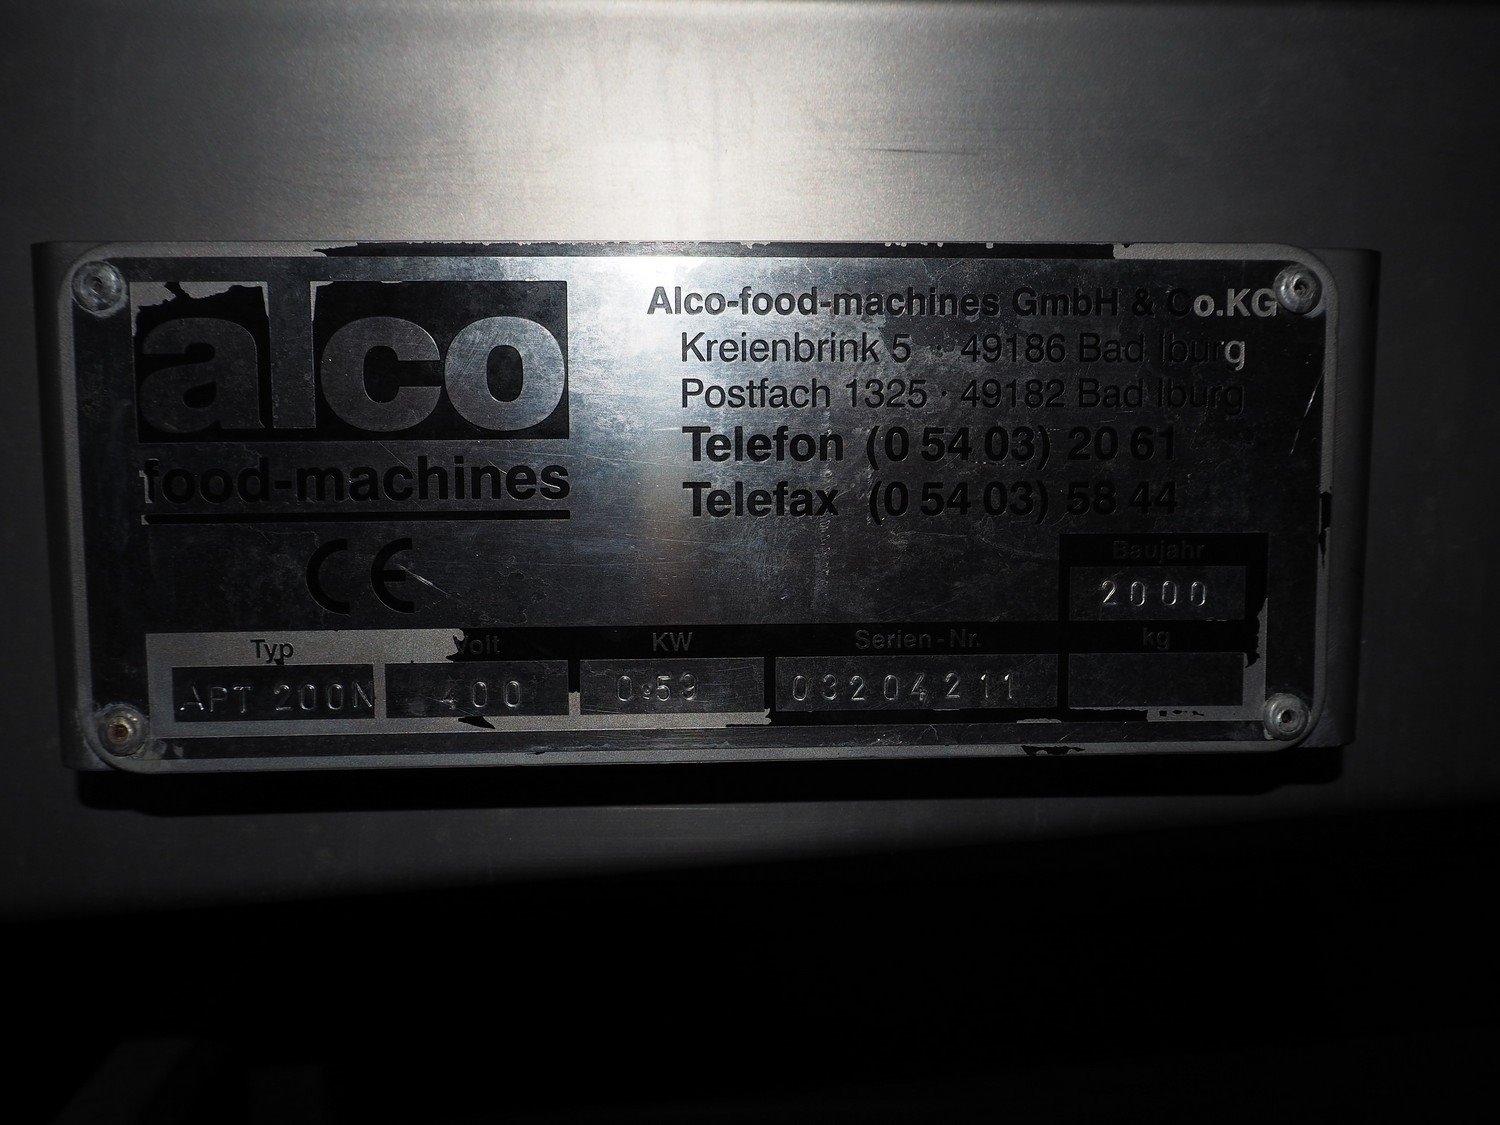 alco
food-machines
CE
Alco-food-machines GmbH & Co.KG
Kreienbrink 5 · 49186 Bad Iburg
Postfach 1325 · 49182 Bad Iburg
Telefon (0 54 03) 20 61
Telefax (0 54 03) 58 44
Baujahr
2000
Typ Volt KW Serien-Nr. kg
APT 200N 400 0,59 03204211